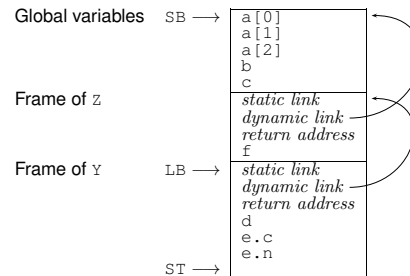 Global variables SB → a[0]
a[1]
a[2]
b
c
Frame of Z static link
dynamic link
return address
f
Frame of Y LB → static link
dynamic link
return address
d
e.c
e.n
ST →